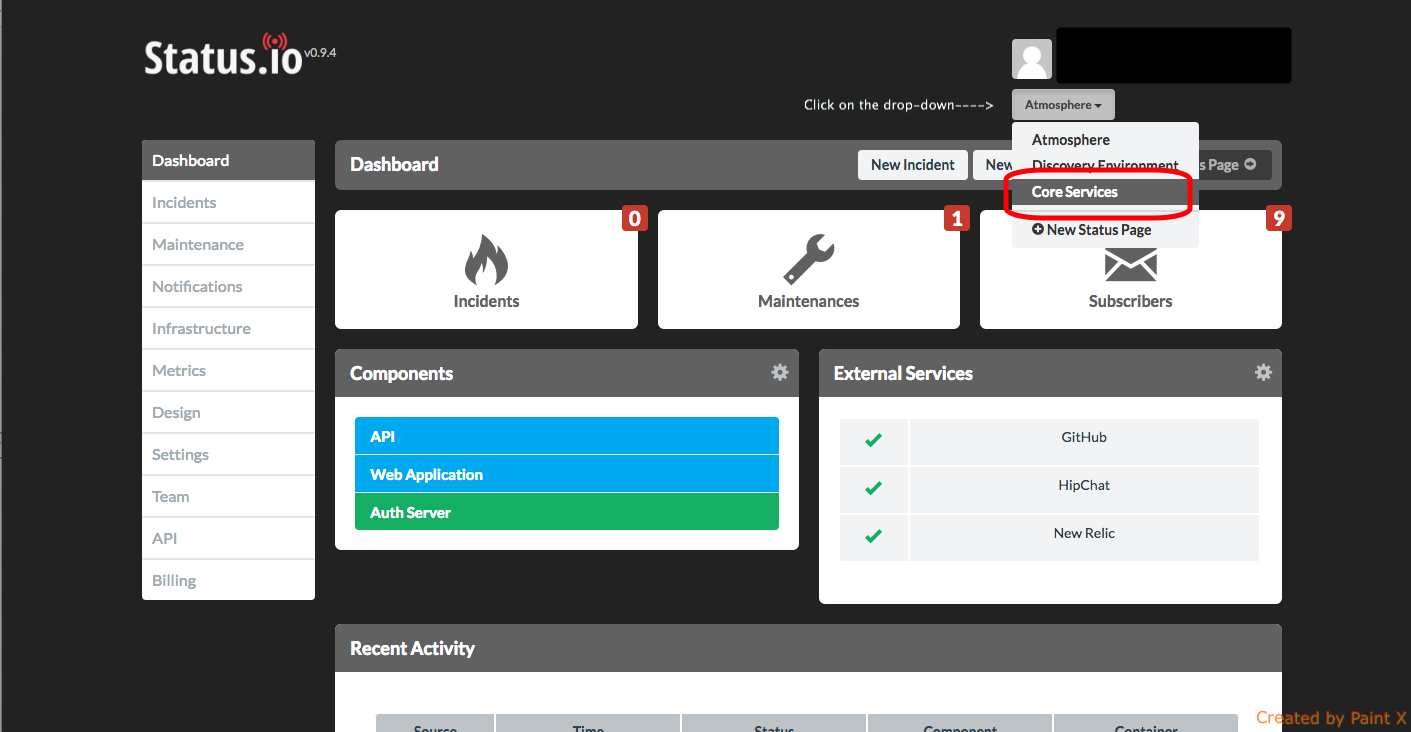 Status.io v0.9.4
Click on the drop-down---->
Atmosphere
Atmosphere
Discovery Environment
Core Services
New Status Page
Dashboard
Incidents
Maintenance
Notifications
Infrastructure
Metrics
Design
Settings
Team
API
Billing
Dashboard
New Incident
New
s Page
0
Incidents
1
Maintenances
9
Subscribers
Components
API
Web Application
Auth Server
External Services
GitHub
HipChat
New Relic
Recent Activity
Source Time Status Component Container
Created by Paint X